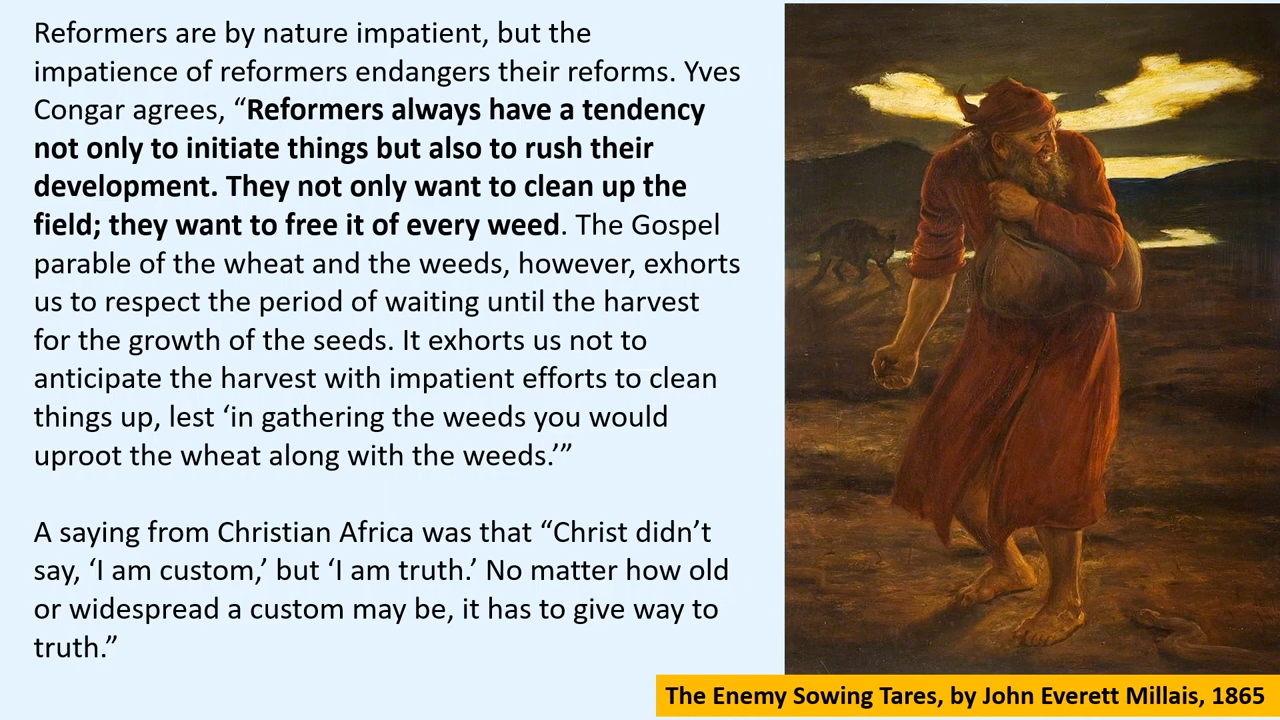 Reformers are by nature impatient, but the
impatience of reformers endangers their reforms. Yves
Congar agrees, “Reformers always have a tendency
not only to initiate things but also to rush their
development. They not only want to clean up the
field; they want to free it of every weed. The Gospel
parable of the wheat and the weeds, however, exhorts
us to respect the period of waiting until the harvest
for the growth of the seeds. It exhorts us not to
anticipate the harvest with impatient efforts to clean
things up, lest ‘in gathering the weeds you would
uproot the wheat along with the weeds.’”
A saying from Christian Africa was that “Christ didn’t
say, ‘I am custom,’ but ‘I am truth.’ No matter how old
or widespread a custom may be, it has to give way to
truth.”
The Enemy Sowing Tares, by John Everett Millais, 1865